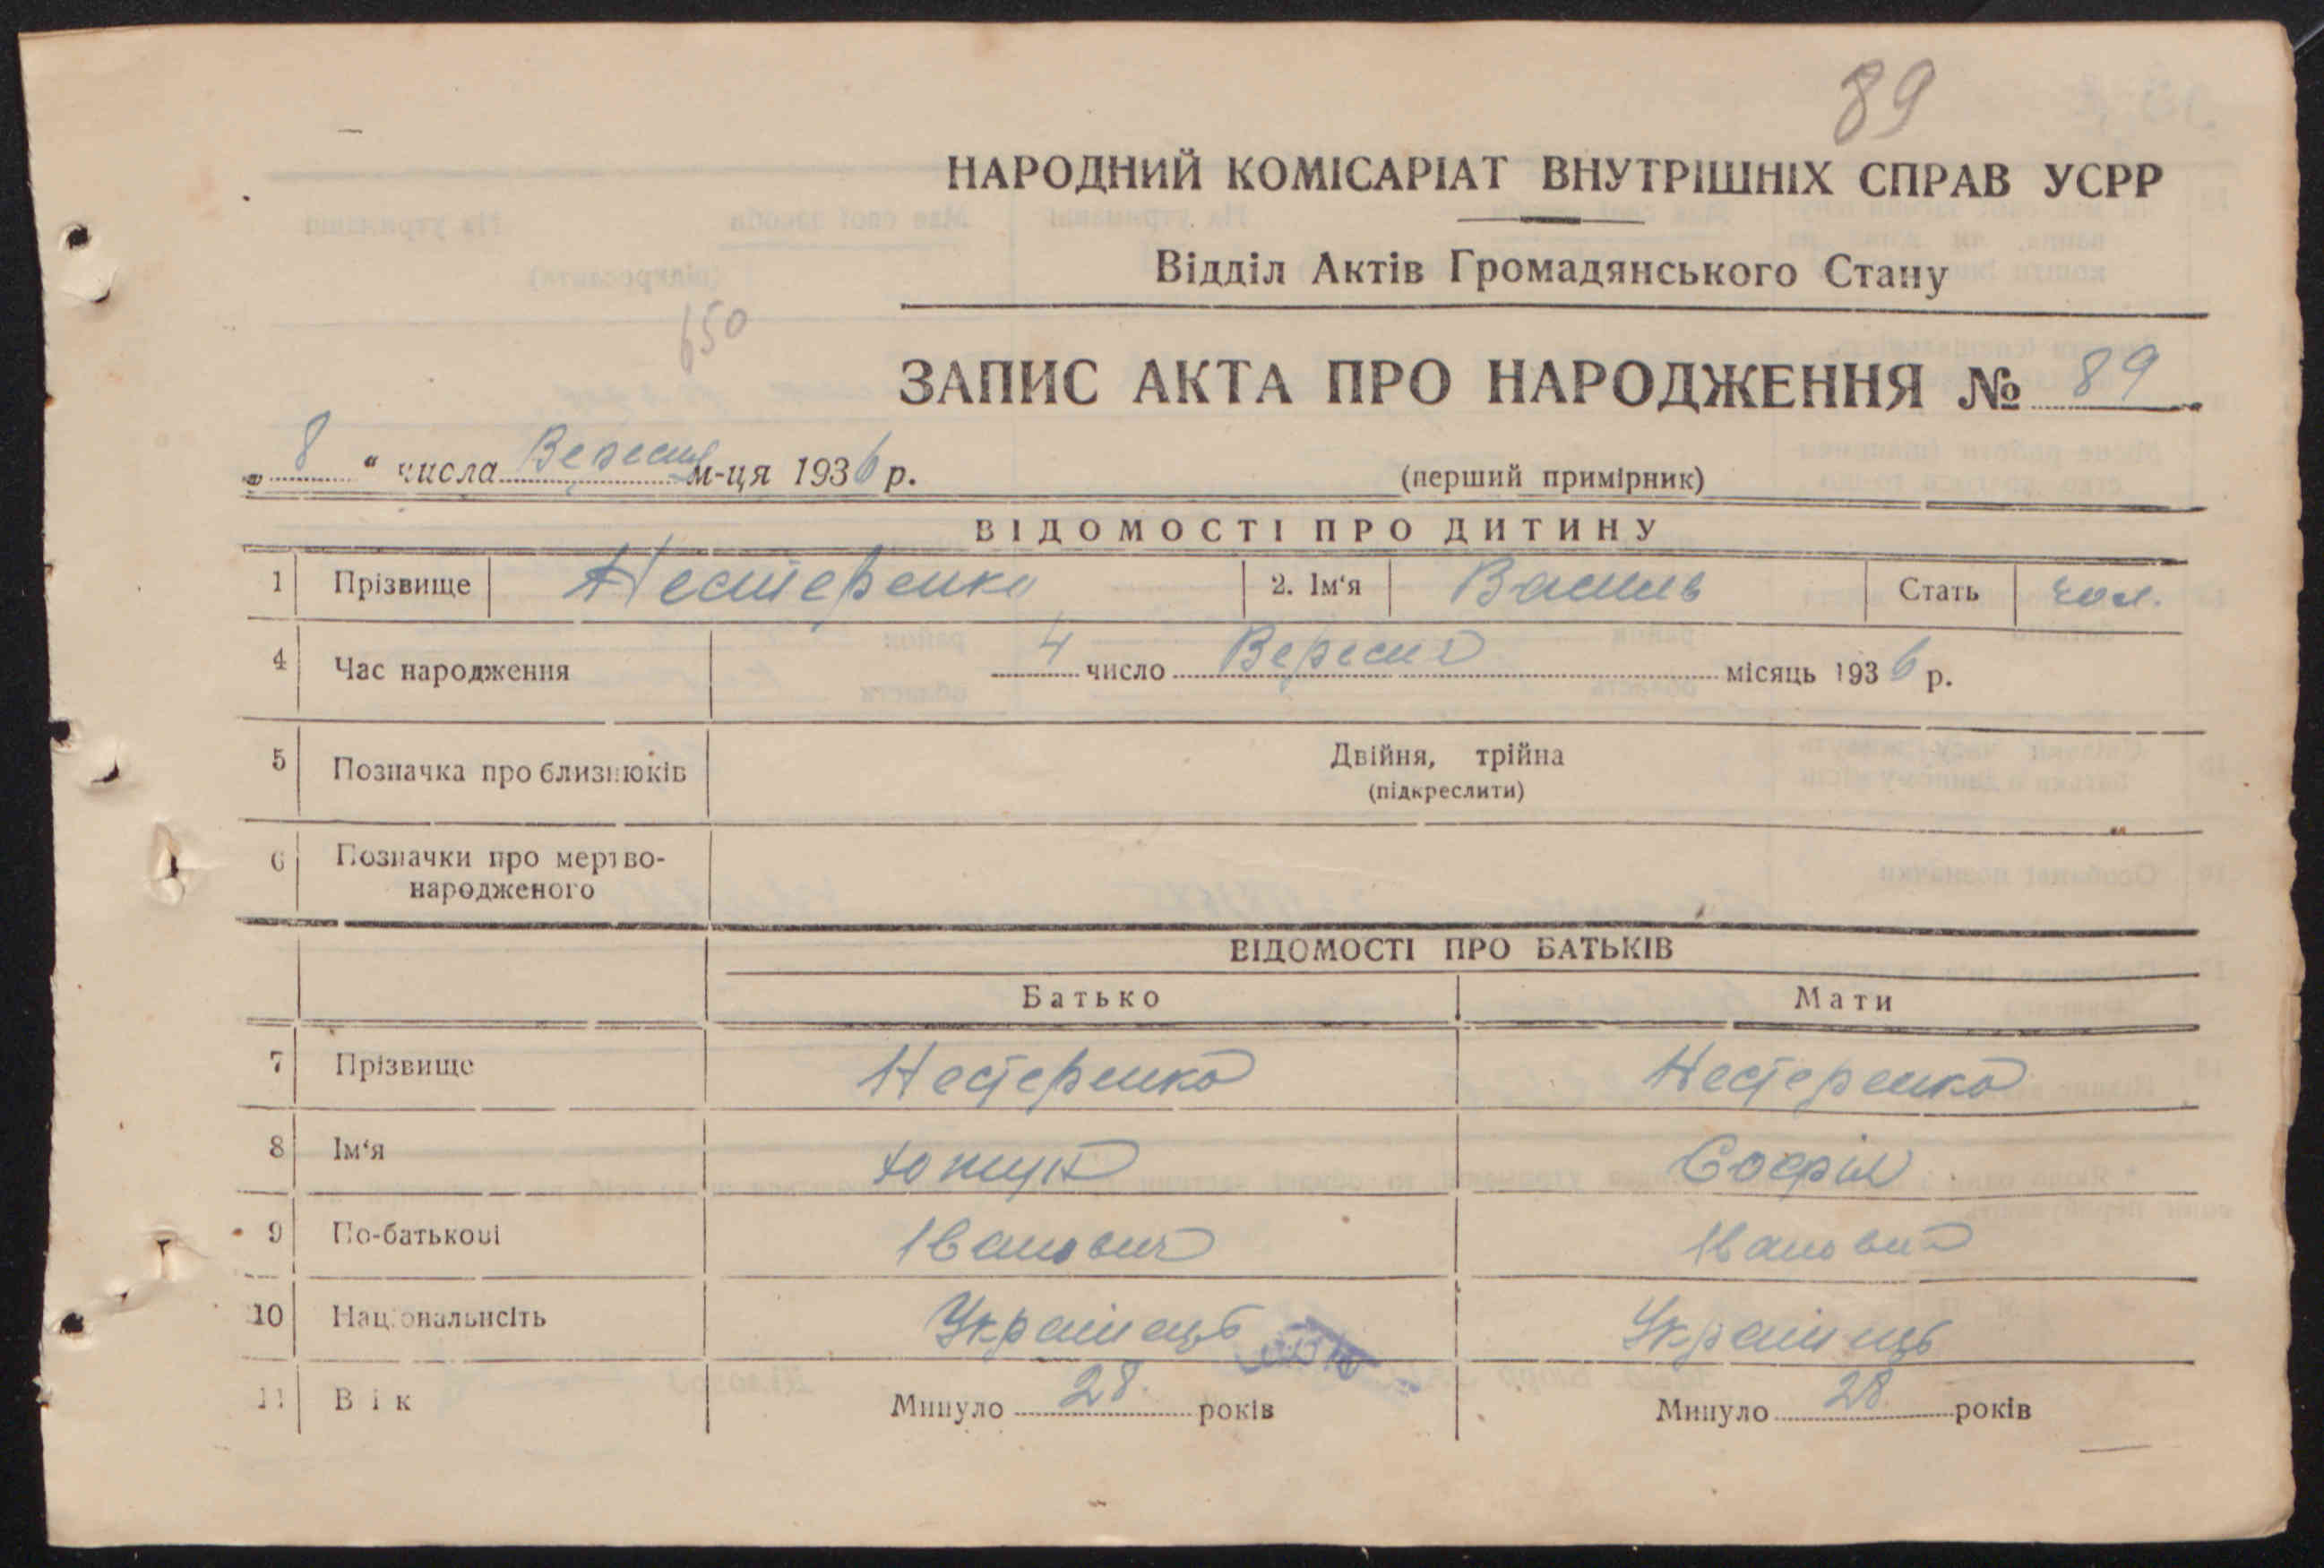 89
НАРОДНИЙ КОМІСАРІАТ ВНУТРІШНІХ СПРАВ УСРР
Відділ Актів Громадянського Стану
650
ЗАПИС АКТА ПРО НАРОДЖЕННЯ № 89
„ 8 “ числа Вересня м-ця 1936 р.
(перший примірник)
ВІДОМОСТІ ПРО ДИТИНУ
1 Прізвище Нестеренко 2. Ім‘я Василь Стать чол.
4 Час народження 4 число Вересня місяць 1936 р.
5 Позначка про близнюків Двійня, трійна
(підкреслити)
6 Позначки про мертво-
народженого
ВІДОМОСТІ ПРО БАТЬКІВ
Батько Мати
7 Прізвище Нестеренко Нестеренко
8 Ім‘я Софія
9 По-батькові Іванович Іванович
10 Національнсіть Українець Українець
11 Вік Минуло 28 років Минуло 28 років